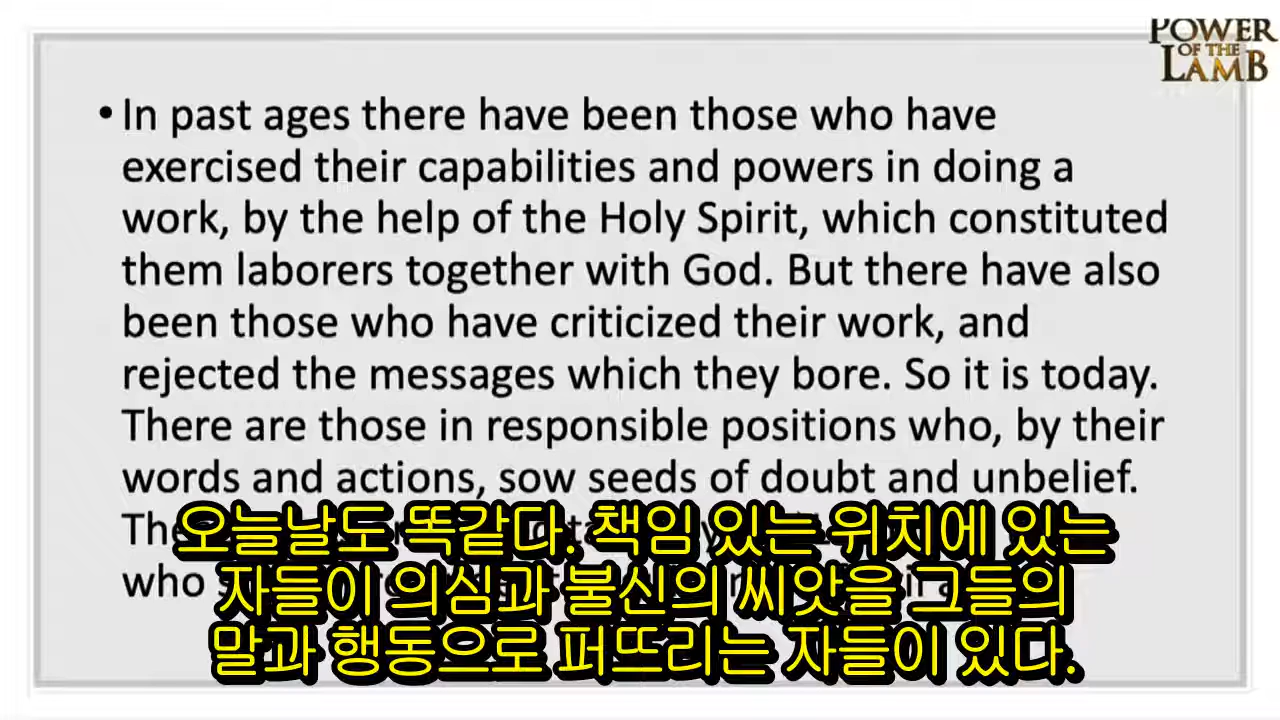 POWER
OF THE
LAMB
• In past ages there have been those who have
exercised their capabilities and powers in doing a
work, by the help of the Holy Spirit, which constituted
them laborers together with God. But there have also
been those who have criticized their work, and
rejected the messages which they bore. So it is today.
There are those in responsible positions who, by their
words and actions, sow seeds of doubt and unbelief.
who
오늘날도 똑같다. 책임 있는 위치에 있는
자들이 의심과 불신의 씨앗을 그들의
말과 행동으로 퍼뜨리는 자들이 있다.